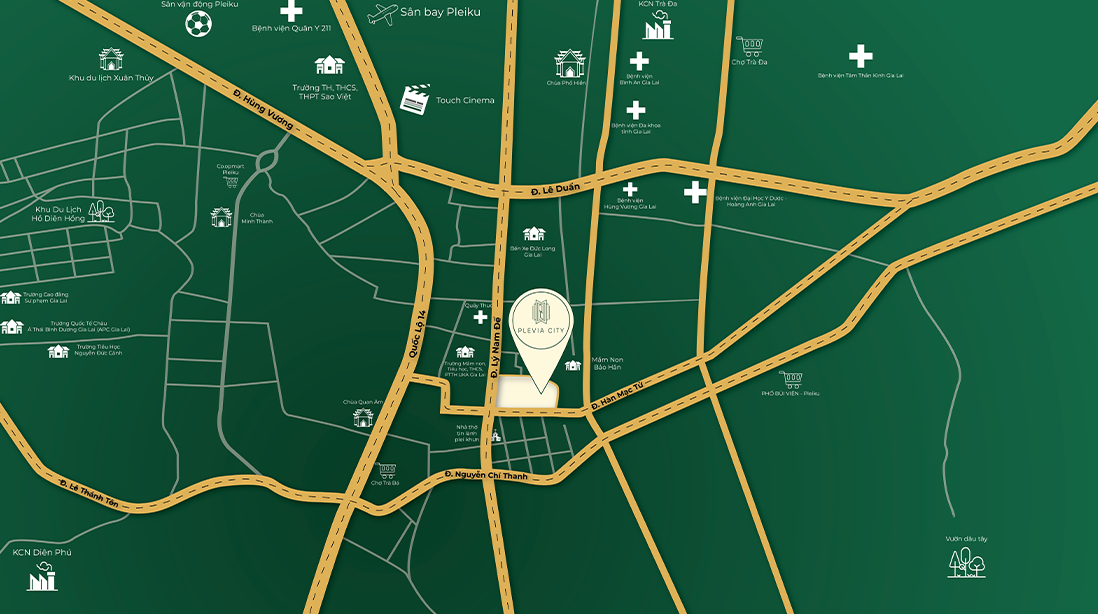 Sân vận động Pleiku
Bệnh viện Quân Y 211
Sân bay Pleiku
KCN Trà Đa
Chợ Trà Đa
Bệnh viện Tâm Thần Kinh Gia Lai
Khu du lịch Xuân Thủy
Trường TH, THCS,
THPT Sao Việt
Touch Cinema
Chùa Phổ Hiền
Bệnh viện
Bình An Gia Lai
Bệnh viện Đa khoa
tỉnh Gia Lai
Đ. Hùng Vương
Co.opmart
Pleiku
Đ. Lê Duẩn
Bệnh viện
Hùng Vương Gia Lai
Bệnh viện Đại Học Y Dược -
Hoàng Anh Gia Lai
Khu Du Lịch
Hồ Diên Hồng
Chùa
Minh Thành
Bến Xe Đức Long
Gia Lai
Trường Cao đẳng
Sư phạm Gia Lai
Quầy Thuốc
Trường Quốc Tế Châu
Á Thái Bình Dương Gia Lai (APC Gia Lai)
Trường Tiểu Học
Nguyễn Đức Cảnh
Quốc Lộ 14
Đ. Lý Nam Đế
PLEVIA CITY
Trường Mầm non,
Tiểu học, THCS,
PTTH UKA Gia Lai
Mầm Non
Bảo Hân
Đ. Hàn Mạc Tử
PHỐ BÙI VIỆN - Pleiku
Chùa Quan Âm
Nhà thờ
tin lành
plei khưn
Chợ Trà Bá
Đ. Nguyễn Chí Thanh
Đ. Lê Thánh Tôn
KCN Diên Phú
Vườn dâu tây